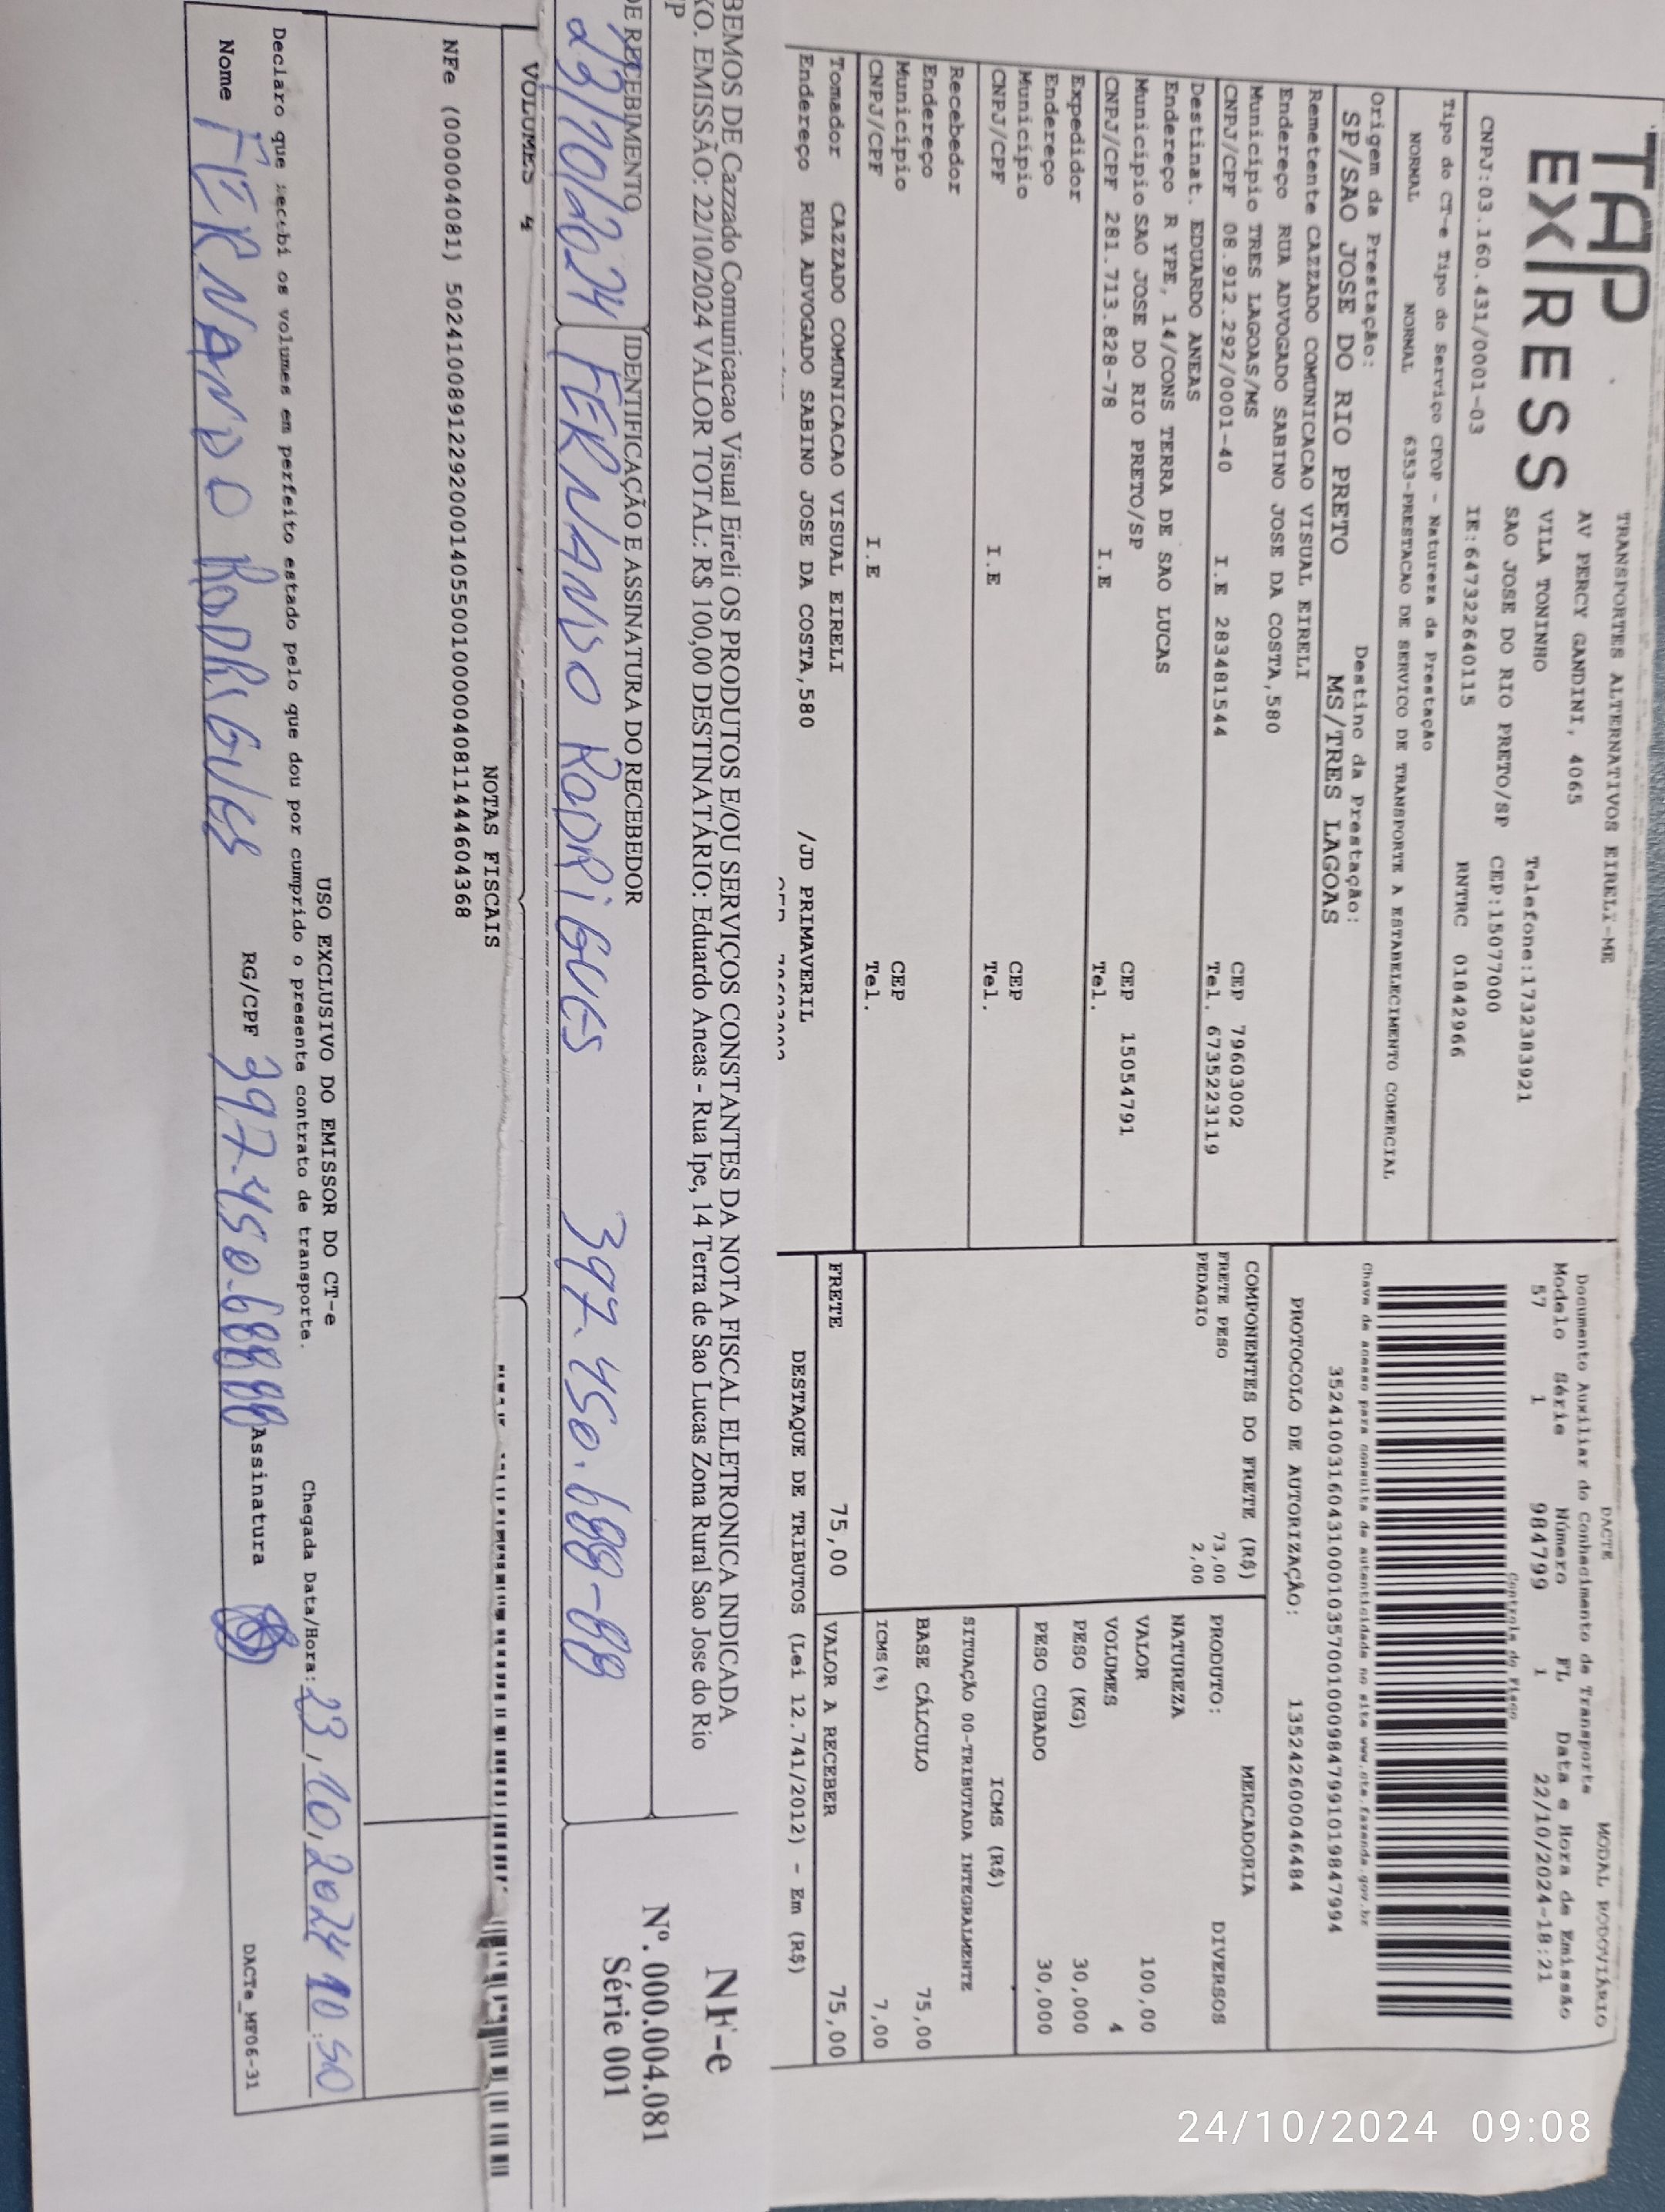 TAP
EXPRESS
TRANSPORTES ALTERNATIVOS EIRELI-ME
AV PERCY GANDINI, 4065
VILA TONINHO
Telefone:1732383921
SAO JOSE DO RIO PRETO/SP CEP:15077000
CNPJ:03.160.431/0001-03 IE:647322640115 RNTRC 01842966
DACTE MODAL RODOVIÁRIO
Documento Auxiliar do Conhecimento de Transporte
Modelo Série Número FL Data e Hora de Emissão
57 1 984799 1 22/10/2024-18:21
Controle do Fisco
Chave de acesso para consulta de autenticidade no site www.cte.fazenda.gov.br
35241003160431000103570010009847991019847994
PROTOCOLO DE AUTORIZAÇÃO: 135242600046484
Tipo do CT-e Tipo do Serviço CFOP - Natureza da Prestação
NORMAL NORMAL 6353-PRESTACAO DE SERVICO DE TRANSPORTE A ESTABELECIMENTO COMERCIAL
Origem da Prestação: Destino da Prestação:
SP/SAO JOSE DO RIO PRETO MS/TRES LAGOAS
Remetente CAZZADO COMUNICACAO VISUAL EIRELI
Endereço RUA ADVOGADO SABINO JOSE DA COSTA,580
Município TRES LAGOAS/MS CEP 79603002
CNPJ/CPF 08.912.292/0001-40 I.E 283481544 Tel. 6735223119
Destinat. EDUARDO ANEAS
Endereço R YPE, 14/CONS TERRA DE SAO LUCAS
Município SAO JOSE DO RIO PRETO/SP CEP 15054791
CNPJ/CPF 281.713.828-78 I.E Tel.
Expedidor
Endereço
Município CEP
CNPJ/CPF I.E Tel.
Recebedor
Endereço
Município CEP
CNPJ/CPF I.E Tel.
Tomador CAZZADO COMUNICACAO VISUAL EIRELI
Endereço RUA ADVOGADO SABINO JOSE DA COSTA,580 /JD PRIMAVERIL
COMPONENTES DO FRETE (R$)
FRETE PESO 73,00
PEDAGIO 2,00
MERCADORIA
PRODUTO: DIVERSOS
NATUREZA
VALOR 100,00
VOLUMES 4
PESO (KG) 30,000
PESO CUBADO 30,000
ICMS (R$)
SITUAÇÃO 00-TRIBUTADA INTEGRALMENTE
BASE CÁLCULO 75,00
ICMS(%) 7,00
FRETE 75,00 VALOR A RECEBER 75,00
DESTAQUE DE TRIBUTOS (Lei 12.741/2012) - Em (R$)
BEMOS DE Cazzado Comunicacao Visual Eireli OS PRODUTOS E/OU SERVIÇOS CONSTANTES DA NOTA FISCAL ELETRONICA INDICADA
XO. EMISSÃO: 22/10/2024 VALOR TOTAL: R$ 100,00 DESTINATÁRIO: Eduardo Aneas - Rua Ipe, 14 Terra de Sao Lucas Zona Rural Sao Jose do Rio
NF-e
Nº. 000.004.081
Série 001
DE RECEBIMENTO IDENTIFICAÇÃO E ASSINATURA DO RECEBEDOR
23/10/2024 FERNANDO RODRIGUES 397.450.688-88
VOLUMES 4
NOTAS FISCAIS
NFe (000004081) 50241008912292000140550010000040811444604368
USO EXCLUSIVO DO EMISSOR DO CT-e
Declaro que recebi os volumes em perfeito estado pelo que dou por cumprido o presente contrato de transporte. Chegada Data/Hora: 23/10/2024 10:50
Nome FERNANDO RODRIGUES RG/CPF 397.450.688-88 Assinatura
DACTe_MF06-31
24/10/2024 09:08